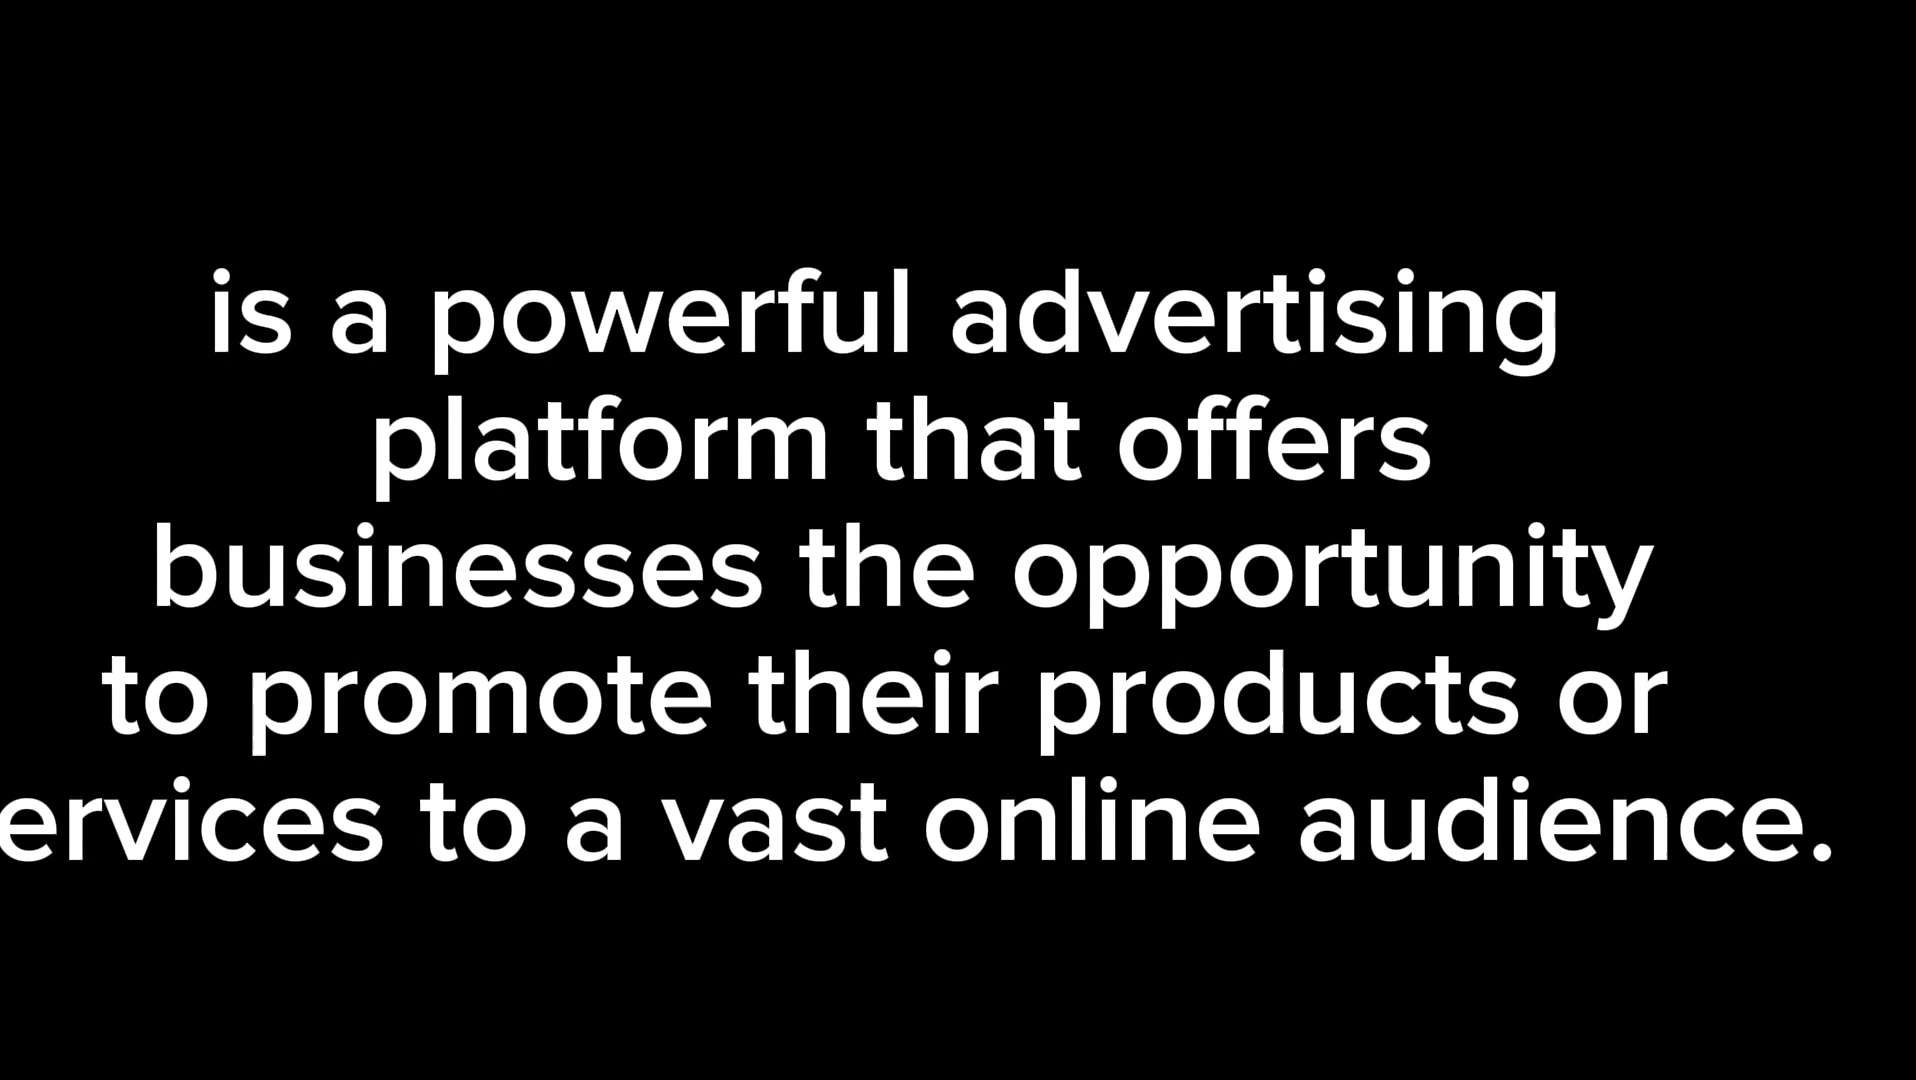 is a powerful advertising
platform that offers
businesses the opportunity
to promote their products or
ervices to a vast online audience.